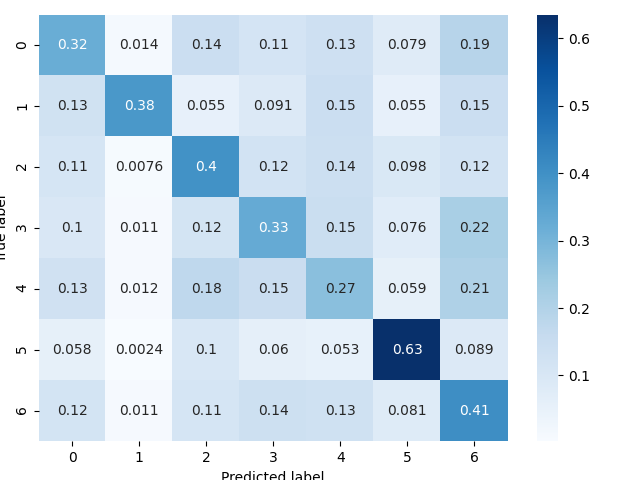 0 0.32 0.014 0.14 0.11 0.13 0.079 0.19
1 0.13 0.38 0.055 0.091 0.15 0.055 0.15
2 0.11 0.0076 0.4 0.12 0.14 0.098 0.12
3 0.1 0.011 0.12 0.33 0.15 0.076 0.22
4 0.13 0.012 0.18 0.15 0.27 0.059 0.21
5 0.058 0.0024 0.1 0.06 0.053 0.63 0.089
6 0.12 0.011 0.11 0.14 0.13 0.081 0.41
0 1 2 3 4 5 6
Predicted label
True label
0.6
0.5
0.4
0.3
0.2
0.1